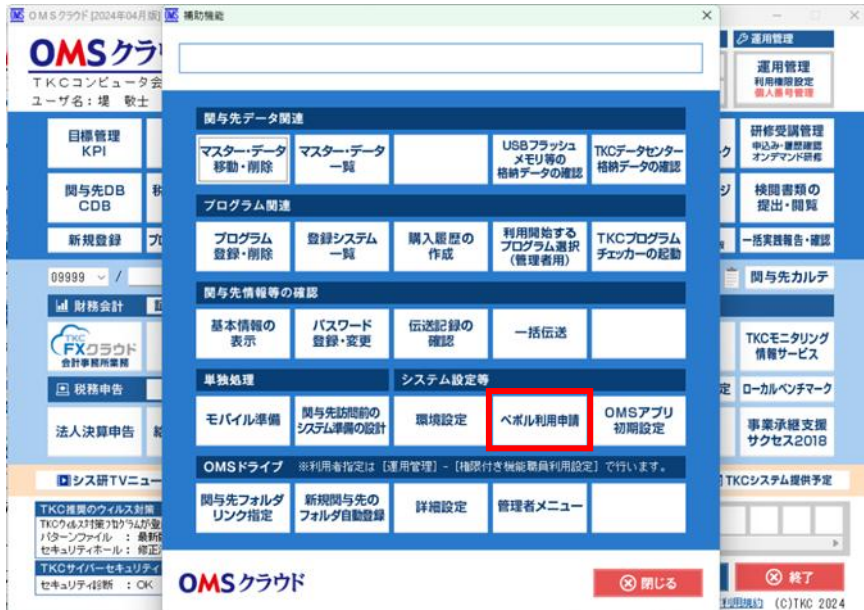 OMSクラウド [2024年04月版]
補助機能
OMSクラウ
TKCコンピュータ会
ユーザ名：堤 敬士
運用管理
運用管理
利用権限設定
個人番号管理
目標管理
KPI
関与先DB
CDB
新規登録
研修受講管理
申込み・履歴確認
オンデマンド研修
検閲書類の
提出・閲覧
一括実践報告・確認
09999 /
関与先カルテ
財務会計
TKC
FXクラウド
会計事務所業務
TKCモニタリング
情報サービス
税務申告
ローカルベンチマーク
法人決算申告
事業承継支援
サクセス2018
シス研TVニュー
TKCシステム提供予定
TKC推奨のウィルス対策
TKCウィルス対策プログラムが
パターンファイル ： 最新
セキュリティホール： 修正
TKCサイバーセキュリティ
セキュリティ診断 ： OK
終了
利用規約 (C)TKC 2024
関与先データ関連
マスター・データ
移動・削除
マスター・データ
一覧
USBフラッシュ
メモリ等の
格納データの確認
TKCデータセンター
格納データの確認
プログラム関連
プログラム
登録・削除
登録システム
一覧
購入履歴の
作成
利用開始する
プログラム選択
(管理者用)
TKCプログラム
チェッカーの起動
関与先情報等の確認
基本情報の
表示
パスワード
登録・変更
伝送記録の
確認
一括伝送
単独処理
システム設定等
モバイル準備
関与先訪問前の
システム準備の設計
環境設定
ペポル利用申請
OMSアプリ
初期設定
OMSドライブ ※利用者指定は［運用管理］-［権限付き機能職員利用設定］で行います。
関与先フォルダ
リンク指定
新規関与先の
フォルダ自動登録
詳細設定
管理者メニュー
OMSクラウド
閉じる